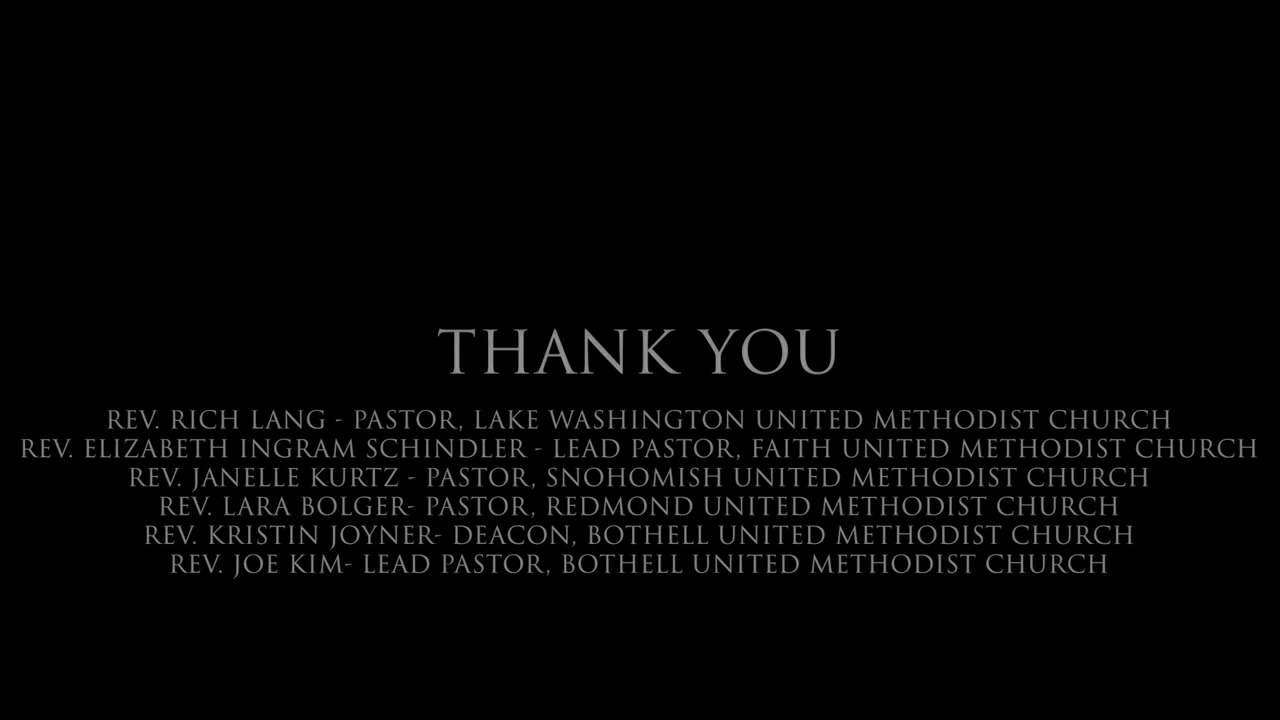 THANK YOU
REV. RICH LANG - PASTOR, LAKE WASHINGTON UNITED METHODIST CHURCH
REV. ELIZABETH INGRAM SCHINDLER - LEAD PASTOR, FAITH UNITED METHODIST CHURCH
REV. JANELLE KURTZ - PASTOR, SNOHOMISH UNITED METHODIST CHURCH
REV. LARA BOLGER- PASTOR, REDMOND UNITED METHODIST CHURCH
REV. KRISTIN JOYNER- DEACON, BOTHELL UNITED METHODIST CHURCH
REV. JOE KIM- LEAD PASTOR, BOTHELL UNITED METHODIST CHURCH